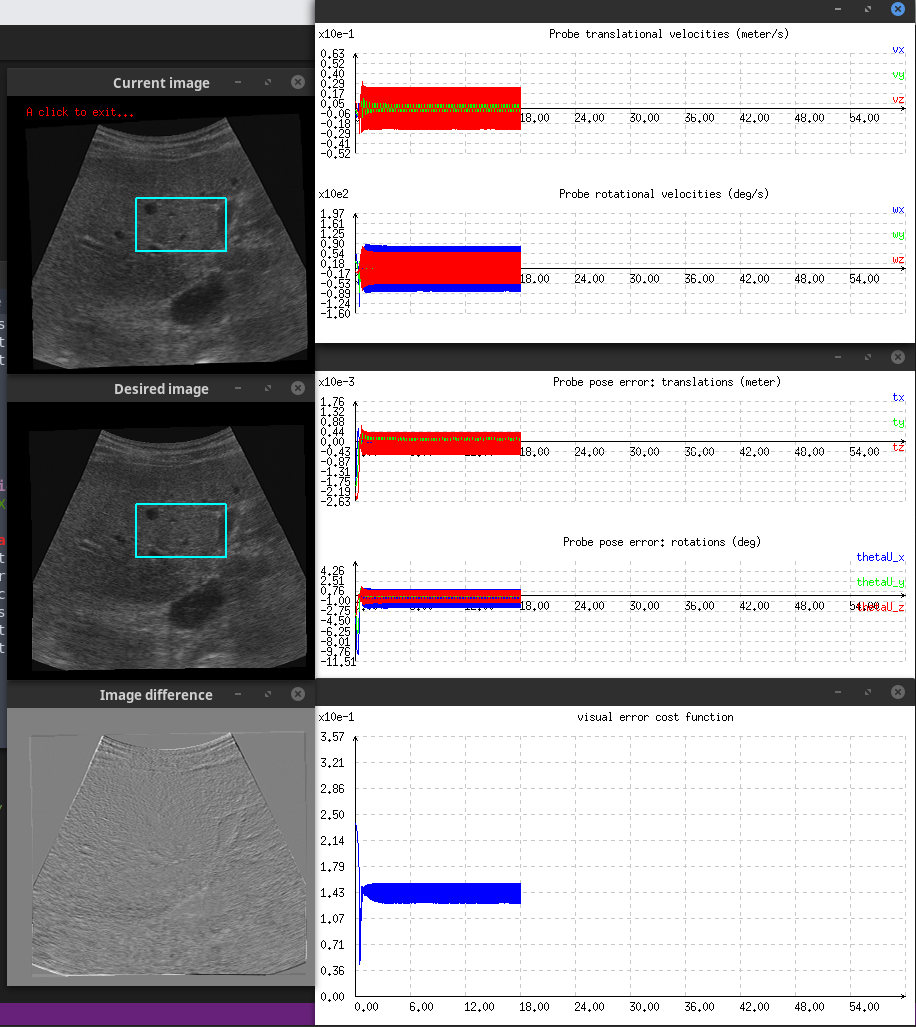 Current image
A click to exit...
Desired image
Image difference
x10e-1
Probe translational velocities (meter/s)
0.63
0.52
0.40
0.29
0.17
0.05
-0.06
-0.18
-0.29
-0.41
-0.52
vx
vy
vz
18.00 24.00 30.00 36.00 42.00 48.00 54.00
x10e2
Probe rotational velocities (deg/s)
1.97
1.61
1.25
0.90
0.54
0.18
-0.17
-0.53
-0.89
-1.24
-1.60
wx
wy
wz
18.00 24.00 30.00 36.00 42.00 48.00 54.00
x10e-3
Probe pose error: translations (meter)
1.76
1.32
0.88
0.44
0.00
-0.43
-0.87
-1.31
-1.75
-2.19
-2.63
tx
ty
tz
18.00 24.00 30.00 36.00 42.00 48.00 54.00
Probe pose error: rotations (deg)
4.26
2.51
0.76
-1.00
-2.75
-4.50
-6.25
-8.01
-9.76
-11.51
thetaU_x
thetaU_y
thetaU_z
18.00 24.00 30.00 36.00 42.00 48.00 54.00
x10e-1
visual error cost function
3.57
3.21
2.86
2.50
2.14
1.79
1.43
1.07
0.71
0.36
0.00
0.00 6.00 12.00 18.00 24.00 30.00 36.00 42.00 48.00 54.00